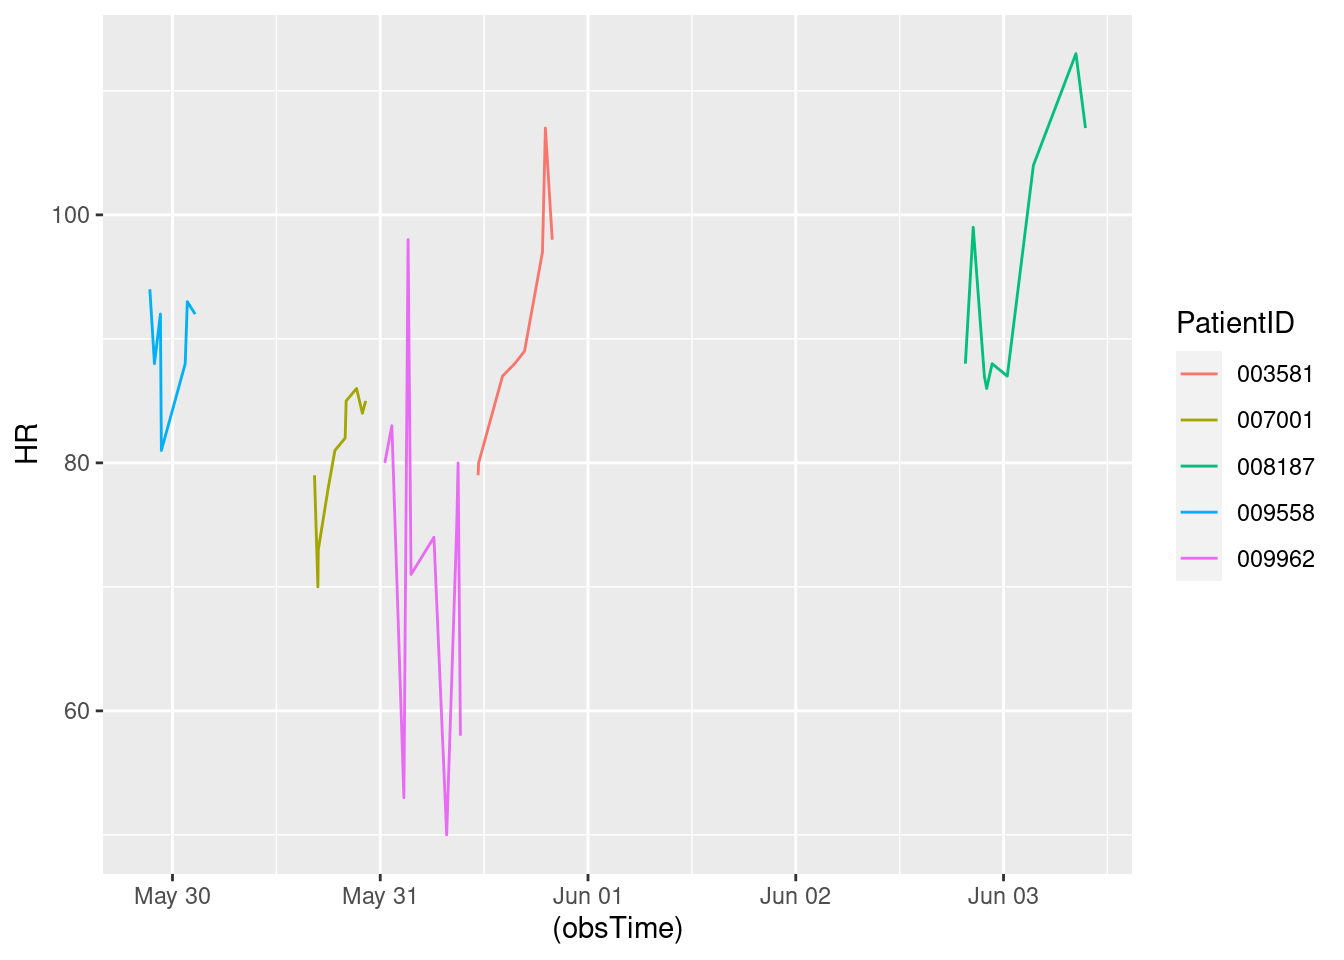 HR
100
80
60
May 30
May 31
Jun 01
Jun 02
Jun 03
(obsTime)
PatientID
003581
007001
008187
009558
009962